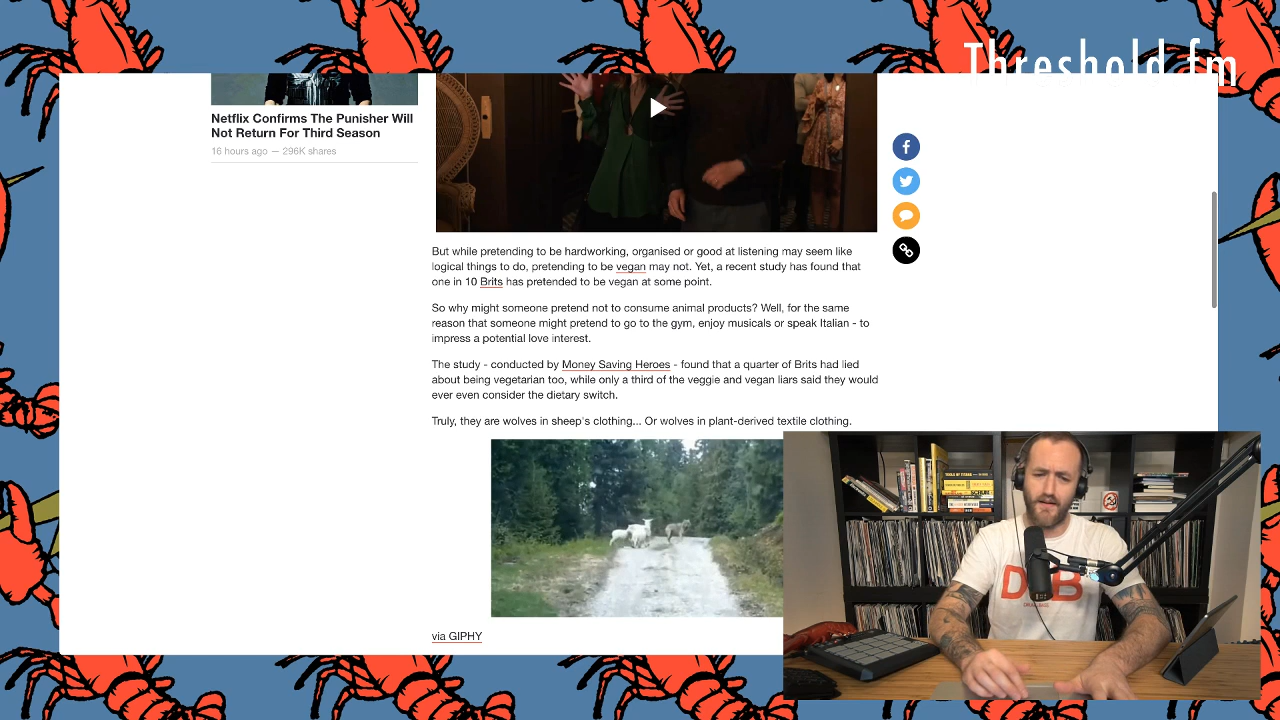 Threshold.fm
Netflix Confirms The Punisher Will
Not Return For Third Season
16 hours ago — 296K shares
But while pretending to be hardworking, organised or good at listening may seem like
logical things to do, pretending to be vegan may not. Yet, a recent study has found that
one in 10 Brits has pretended to be vegan at some point.
So why might someone pretend not to consume animal products? Well, for the same
reason that someone might pretend to go to the gym, enjoy musicals or speak Italian - to
impress a potential love interest.
The study - conducted by Money Saving Heroes - found that a quarter of Brits had lied
about being vegetarian too, while only a third of the veggie and vegan liars said they would
ever even consider the dietary switch.
Truly, they are wolves in sheep's clothing... Or wolves in plant-derived textile clothing.
via GIPHY